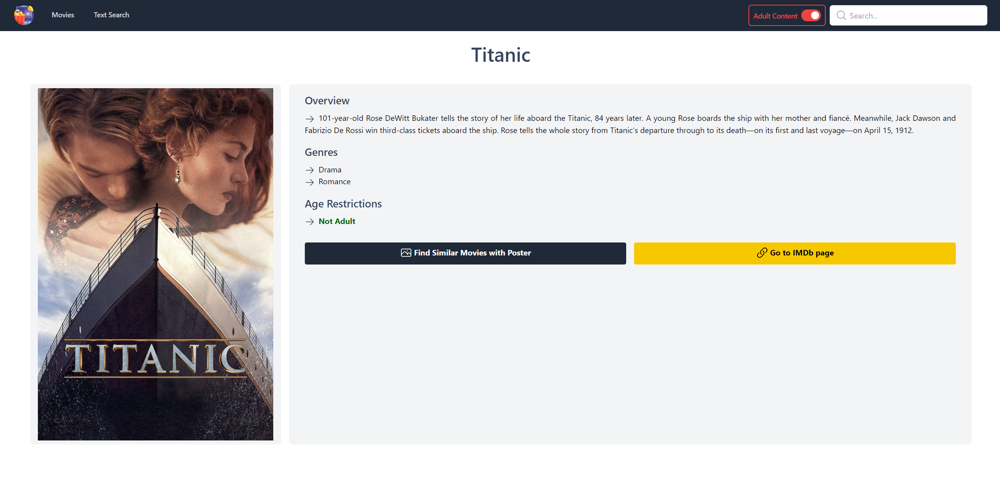 Movies
Text Search
Adult Content
Search...
Titanic
Overview
→ 101-year-old Rose DeWitt Bukater tells the story of her life aboard the Titanic, 84 years later. A young Rose boards the ship with her mother and fiancé. Meanwhile, Jack Dawson and
Fabrizio De Rossi win third-class tickets aboard the ship. Rose tells the whole story from Titanic's departure through to its death—on its first and last voyage—on April 15, 1912.
Genres
→ Drama
→ Romance
Age Restrictions
→ Not Adult
Find Similar Movies with Poster
Go to IMDb page
TITANIC